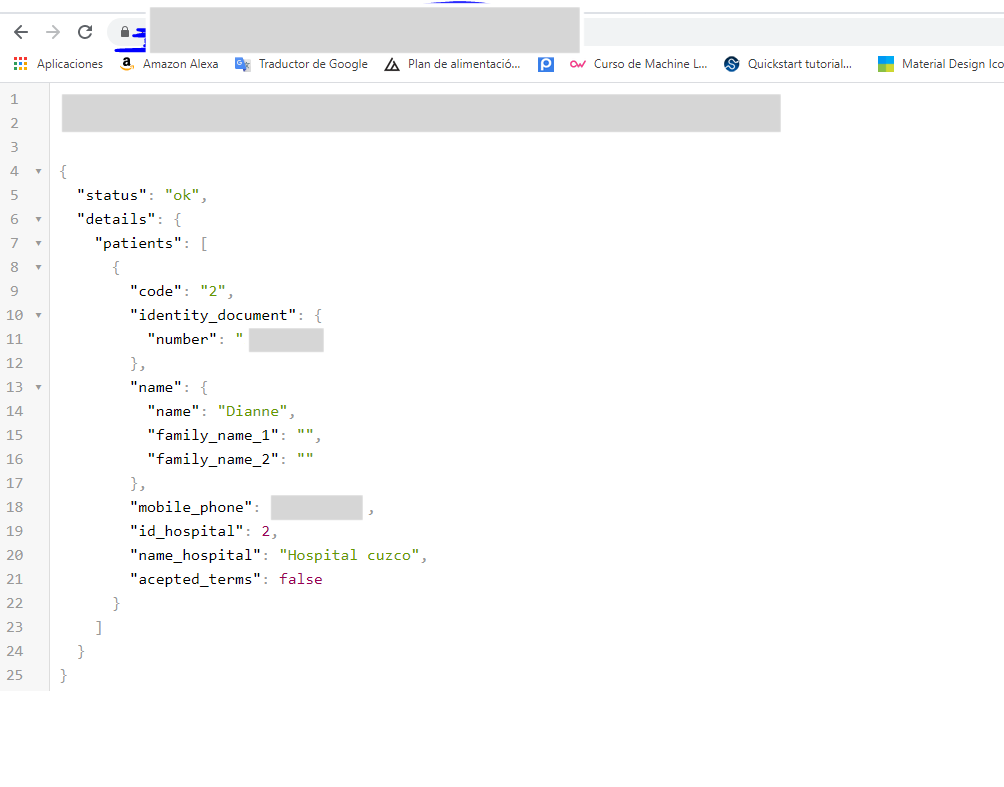 Aplicaciones Amazon Alexa Traductor de Google Plan de alimentació... Curso de Machine L... Quickstart tutorial... Material Design Ico
1
2
3
4 {
5 "status": "ok",
6 "details": {
7 "patients": [
8 {
9 "code": "2",
10 "identity_document": {
11 "number": "
12 },
13 "name": {
14 "name": "Dianne",
15 "family_name_1": "",
16 "family_name_2": ""
17 },
18 "mobile_phone": ,
19 "id_hospital": 2,
20 "name_hospital": "Hospital cuzco",
21 "acepted_terms": false
22 }
23 ]
24 }
25 }